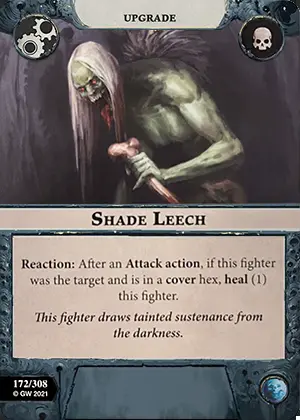 UPGRADE
SHADE LEECH
Reaction: After an Attack action, if this fighter
was the target and is in a cover hex, heal (1)
this fighter.
This fighter draws tainted sustenance from
the darkness.
172/308
© GW 2021